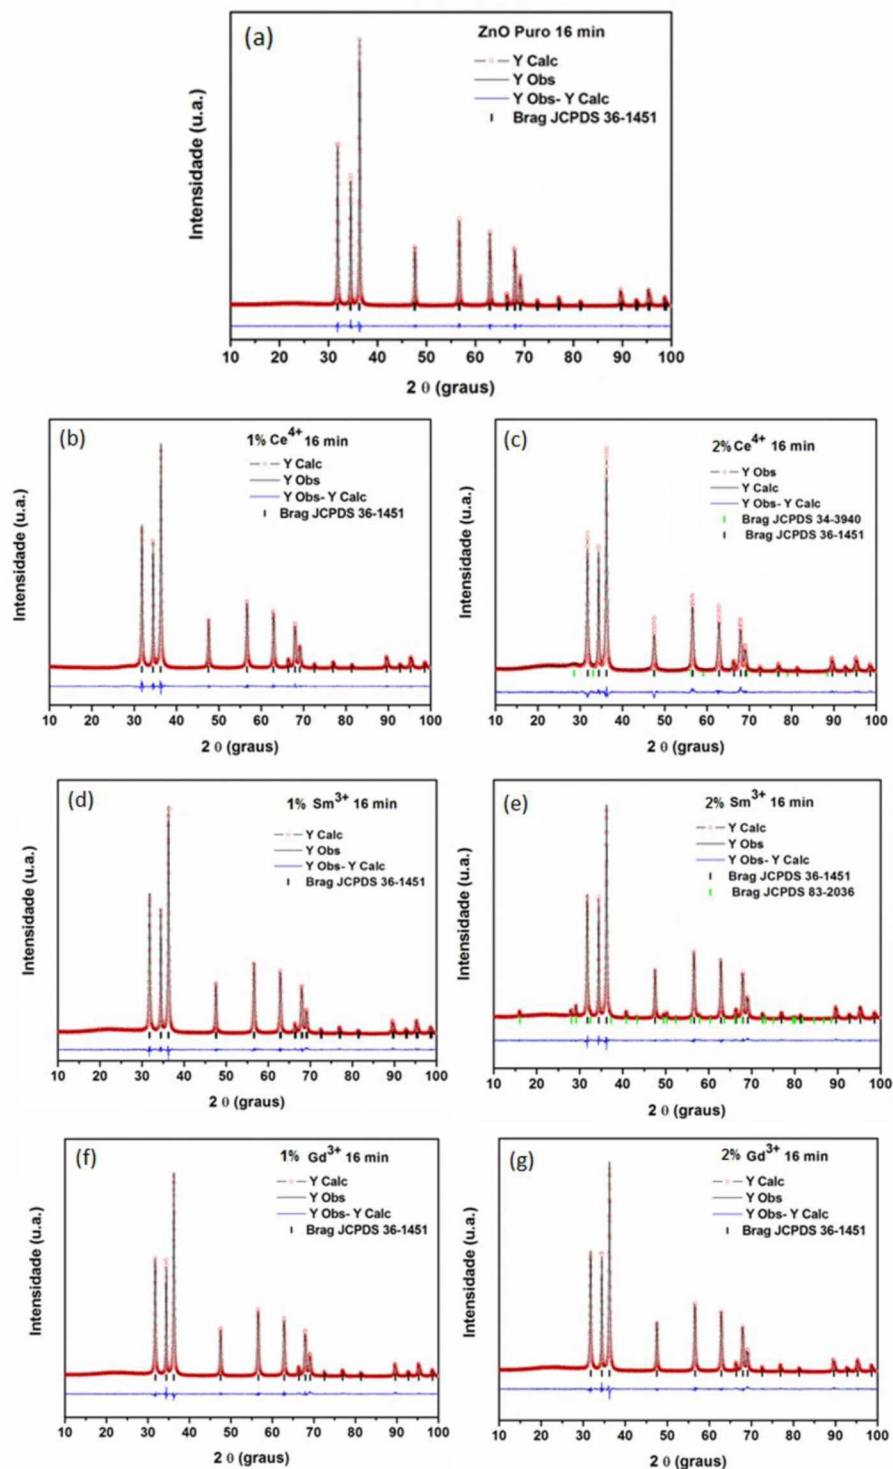 (a)
ZnO Puro 16 min
Y Calc
Y Obs
Y Obs- Y Calc
Brag JCPDS 36-1451
Intensidade (u.a.)
10 20 30 40 50 60 70 80 90 100
2 θ (graus)
(b)
1% Ce4+ 16 min
Y Calc
Y Obs
Y Obs- Y Calc
Brag JCPDS 36-1451
Intensidade (u.a.)
10 20 30 40 50 60 70 80 90 100
2 θ (graus)
(c)
2% Ce4+ 16 min
Y Obs
Y Calc
Y Obs- Y Calc
Brag JCPDS 34-3940
Brag JCPDS 36-1451
Intensidade (u.a.)
10 20 30 40 50 60 70 80 90 100
2 θ (graus)
(d)
1% Sm3+ 16 min
Y Calc
Y Obs
Y Obs- Y Calc
Brag JCPDS 36-1451
Intensidade (u.a.)
10 20 30 40 50 60 70 80 90 100
2 θ (graus)
(e)
2% Sm3+ 16 min
Y Calc
Y Obs
Y Obs- Y Calc
Brag JCPDS 36-1451
Brag JCPDS 83-2036
Intensidade (u.a.)
10 20 30 40 50 60 70 80 90 100
2 θ (graus)
(f)
1% Gd3+ 16 min
Y Calc
Y Obs
Y Obs- Y Calc
Brag JCPDS 36-1451
Intensidade (u.a.)
10 20 30 40 50 60 70 80 90 100
2 θ (graus)
(g)
2% Gd3+ 16 min
Y Calc
Y Obs
Y Obs- Y Calc
Brag JCPDS 36-1451
Intensidade (u.a.)
10 20 30 40 50 60 70 80 90 100
2 θ (graus)